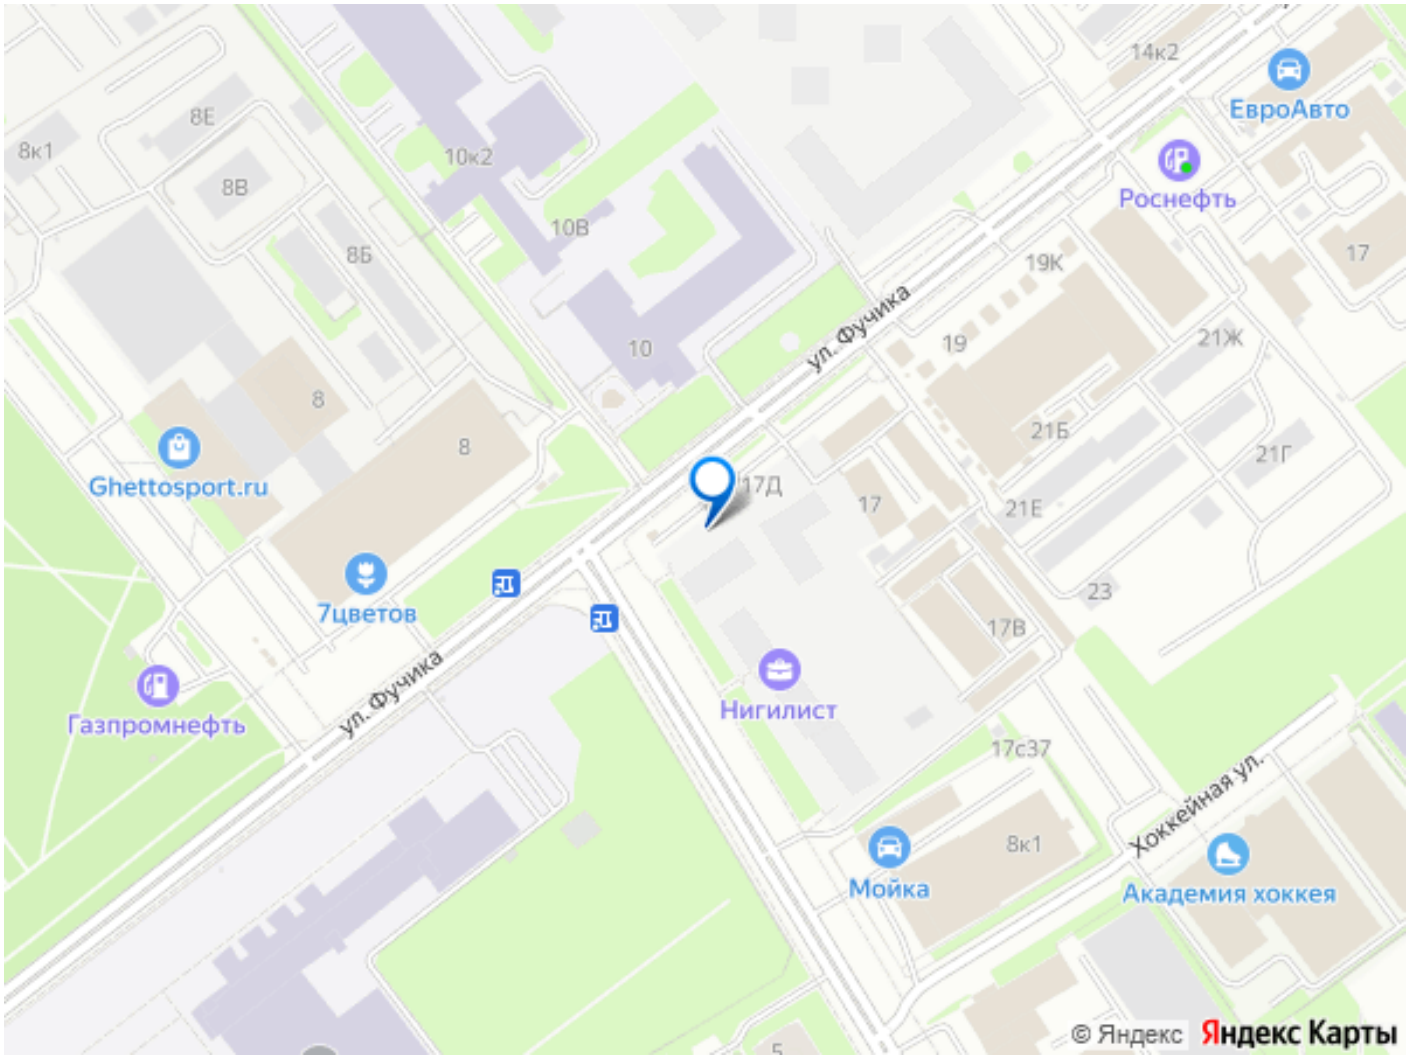 14к2
ЕвроАвто
8Е
8к1
10к2
8В
Роснефть
10В
8Б
17
19К
ул. Фучика
21Ж
19
10
8
21Б
8
21Г
Ghettosport.ru
17Д
17
21Е
23
7цветов
17В
ул. Фучика
Газпромнефть
Нигилист
17с37
Хоккейная ул.
8к1
Мойка
Академия хоккея
5
© Яндекс Яндекс Карты